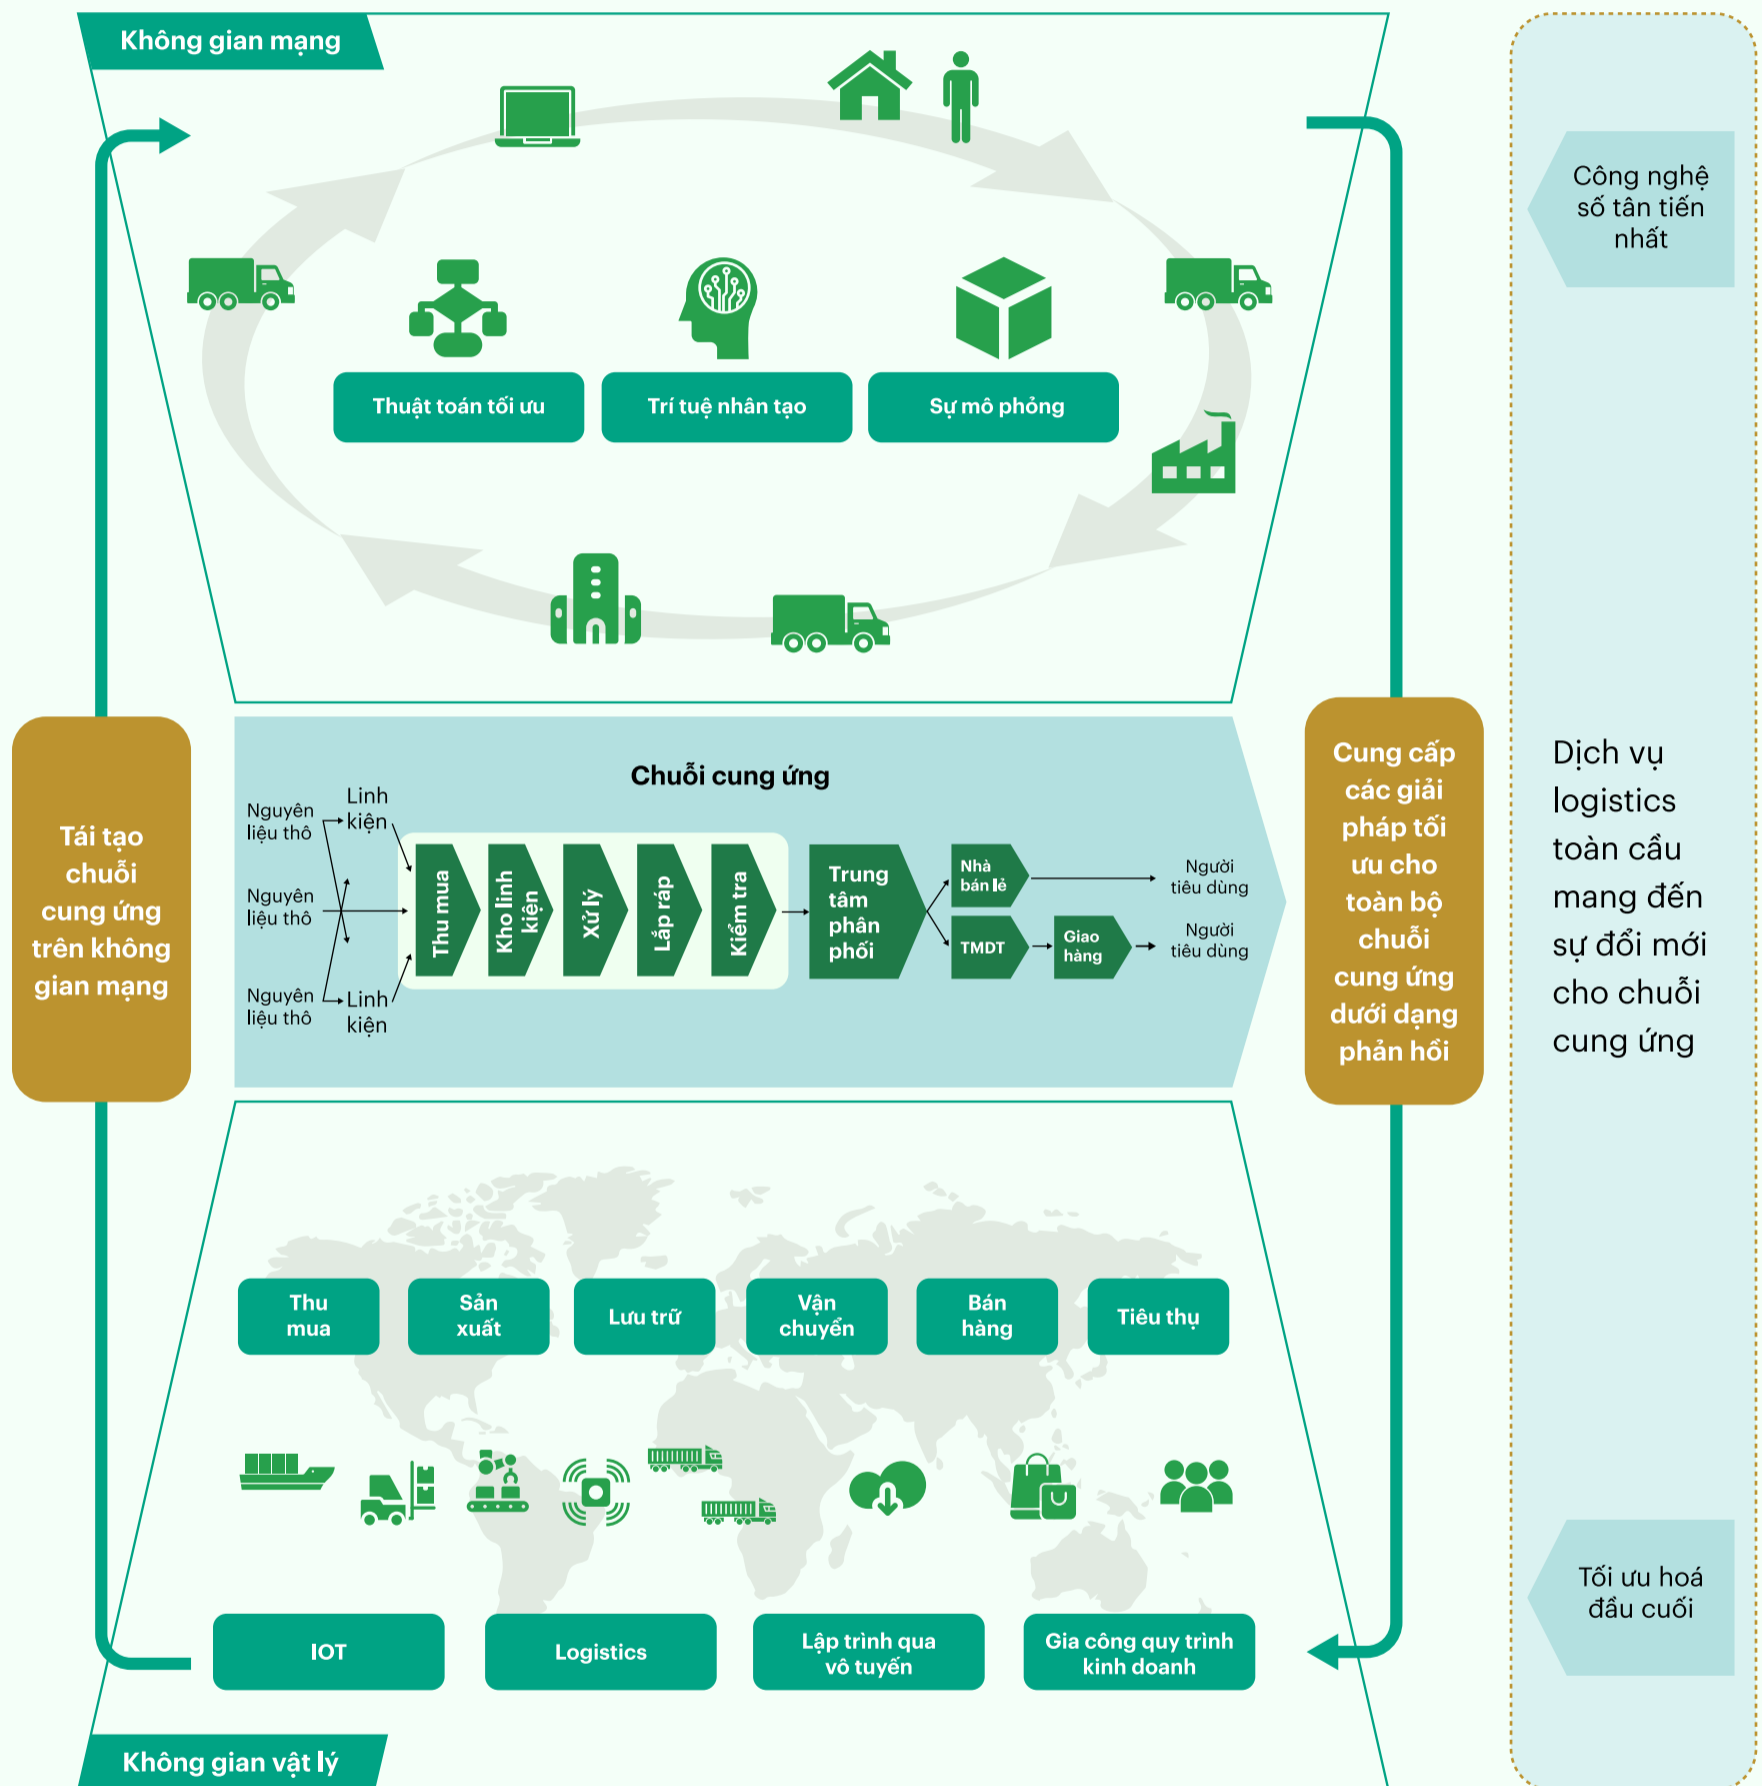 Không gian mạng
Công nghệ
số tân tiến
nhất
Thuật toán tối ưu
Trí tuệ nhân tạo
Sự mô phỏng
Tái tạo
chuỗi
cung ứng
trên không
gian mạng
Chuỗi cung ứng
Nguyên
liệu thô
Linh
kiện
Nguyên
liệu thô
Nguyên
liệu thô
Linh
kiện
Thu mua
Kho linh
kiện
Xử lý
Lắp ráp
Kiểm tra
Trung
tâm
phân
phối
Nhà
bán lẻ
Người
tiêu dùng
TMDT
Giao
hàng
Người
tiêu dùng
Cung cấp
các giải
pháp tối
ưu cho
toàn bộ
chuỗi
cung ứng
dưới dạng
phản hồi
Dịch vụ
logistics
toàn cầu
mang đến
sự đổi mới
cho chuỗi
cung ứng
Thu
mua
Sản
xuất
Lưu trữ
Vận
chuyển
Bán
hàng
Tiêu thụ
IOT
Logistics
Lập trình qua
vô tuyến
Gia công quy trình
kinh doanh
Tối ưu hoá
đầu cuối
Không gian vật lý